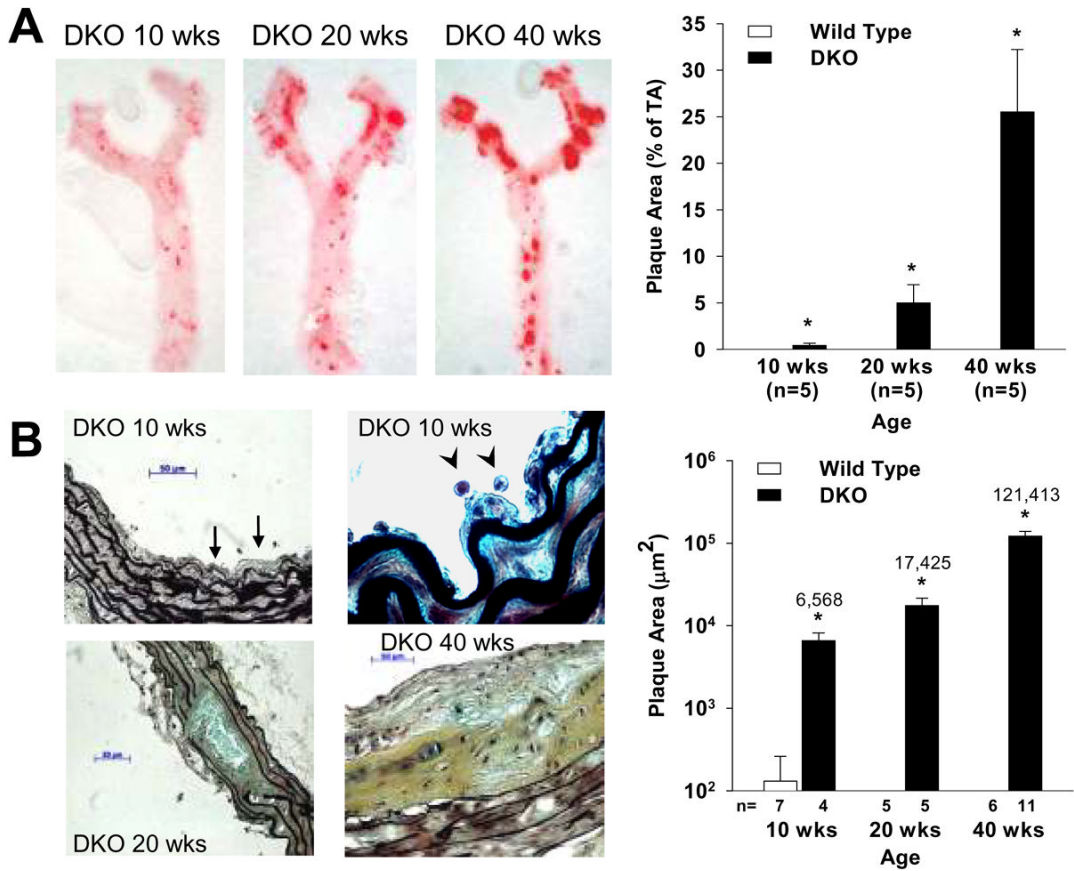 A
DKO 10 wks
DKO 20 wks
DKO 40 wks
Wild Type
DKO
Plaque Area (% of TA)
35
30
25
20
15
10
5
0
*
*
*
10 wks
(n=5)
20 wks
(n=5)
40 wks
(n=5)
Age
B
DKO 10 wks
50 µm
DKO 10 wks
DKO 20 wks
DKO 40 wks
Wild Type
DKO
Plaque Area (µm²)
10⁶
10⁵
10⁴
10³
10²
6,568
*
17,425
*
121,413
*
n= 7 4 5 5 6 11
10 wks 20 wks 40 wks
Age